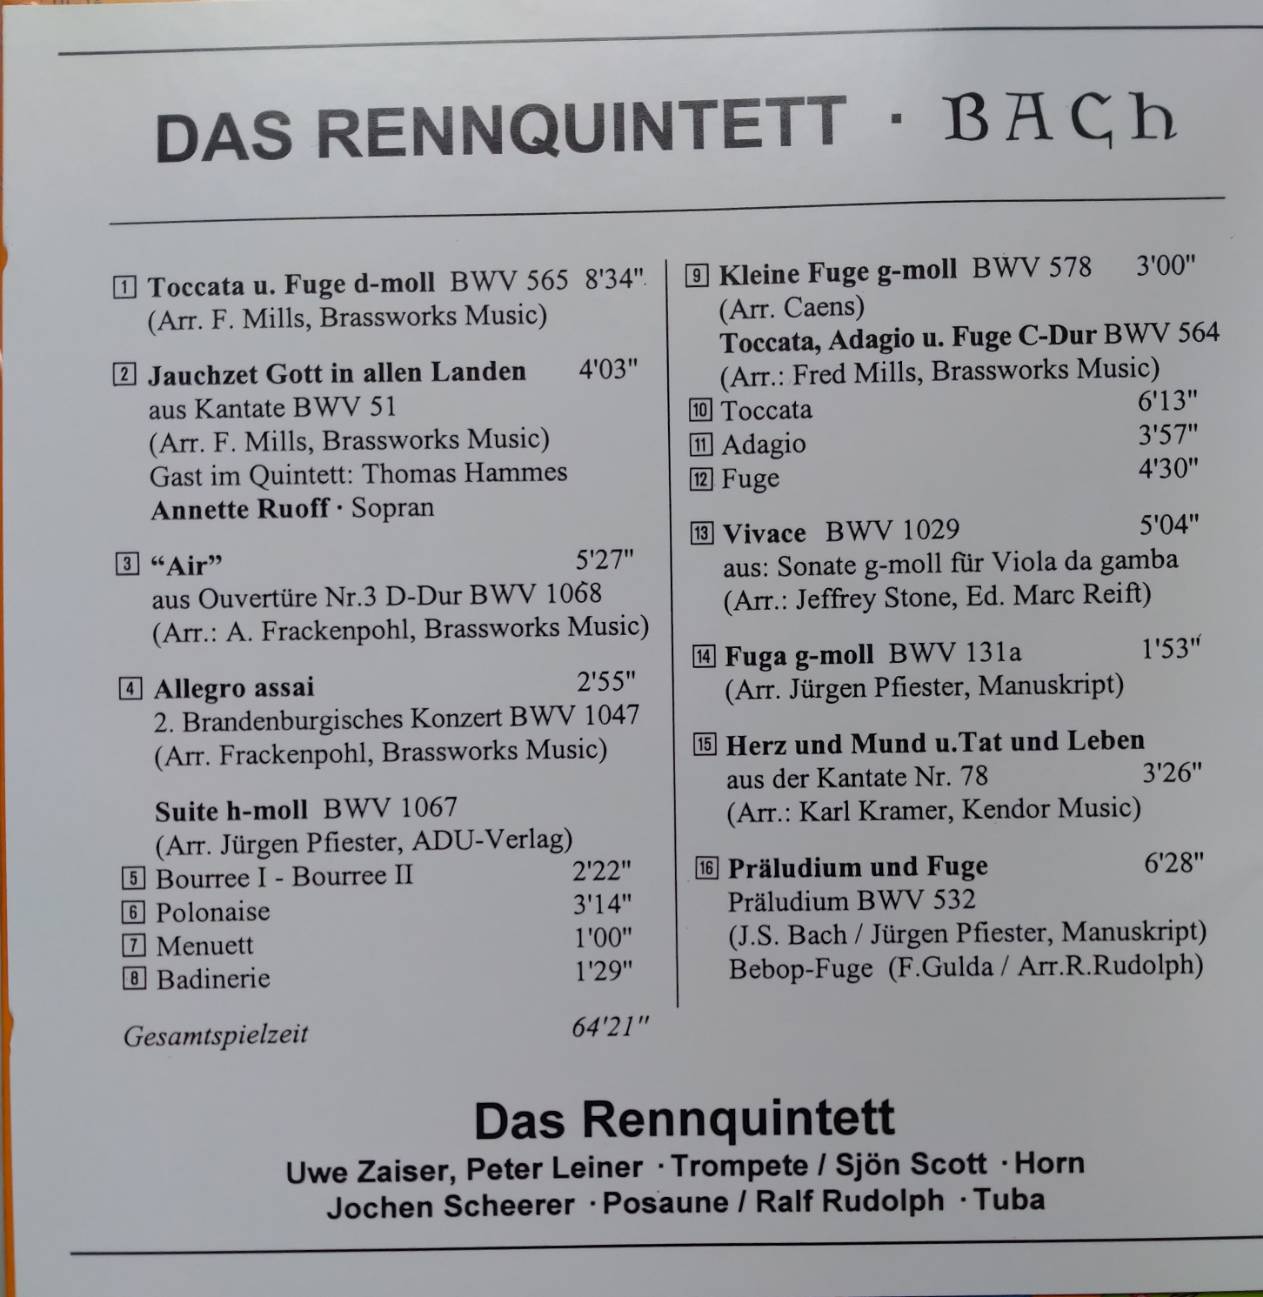 DAS RENNQUINTETT · BACh
1 Toccata u. Fuge d-moll BWV 565 8'34"
(Arr. F. Mills, Brassworks Music)
2 Jauchzet Gott in allen Landen 4'03"
aus Kantate BWV 51
(Arr. F. Mills, Brassworks Music)
Gast im Quintett: Thomas Hammes
Annette Ruoff · Sopran
3 “Air” 5'27"
aus Ouvertüre Nr.3 D-Dur BWV 1068
(Arr.: A. Frackenpohl, Brassworks Music)
4 Allegro assai 2'55"
2. Brandenburgisches Konzert BWV 1047
(Arr. Frackenpohl, Brassworks Music)
Suite h-moll BWV 1067
(Arr. Jürgen Pfiester, ADU-Verlag)
5 Bourree I - Bourree II 2'22"
6 Polonaise 3'14"
7 Menuett 1'00"
8 Badinerie 1'29"
Gesamtspielzeit 64'21"
9 Kleine Fuge g-moll BWV 578 3'00"
(Arr. Caens)
Toccata, Adagio u. Fuge C-Dur BWV 564
(Arr.: Fred Mills, Brassworks Music)
10 Toccata 6'13"
11 Adagio 3'57"
12 Fuge 4'30"
13 Vivace BWV 1029 5'04"
aus: Sonate g-moll für Viola da gamba
(Arr.: Jeffrey Stone, Ed. Marc Reift)
14 Fuga g-moll BWV 131a 1'53"
(Arr. Jürgen Pfiester, Manuskript)
15 Herz und Mund u.Tat und Leben
aus der Kantate Nr. 78 3'26"
(Arr.: Karl Kramer, Kendor Music)
16 Präludium und Fuge 6'28"
Präludium BWV 532
(J.S. Bach / Jürgen Pfiester, Manuskript)
Bebop-Fuge (F.Gulda / Arr.R.Rudolph)
Das Rennquintett
Uwe Zaiser, Peter Leiner · Trompete / Sjön Scott · Horn
Jochen Scheerer · Posaune / Ralf Rudolph · Tuba